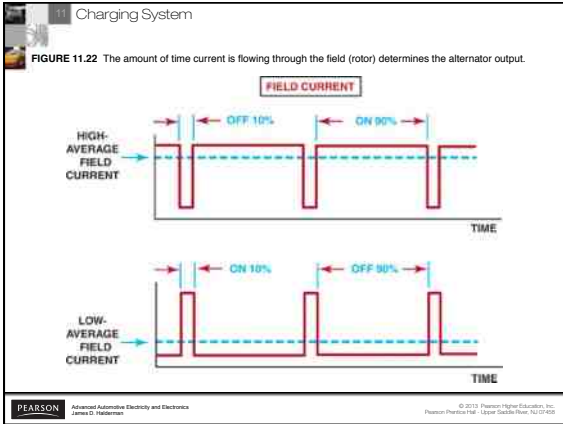 11 Charging System
FIGURE 11.22 The amount of time current is flowing through the field (rotor) determines the alternator output.
FIELD CURRENT
OFF 10%
ON 90%
HIGH-
AVERAGE
FIELD
CURRENT
TIME
ON 10%
OFF 90%
LOW-
AVERAGE
FIELD
CURRENT
TIME
PEARSON
Advanced Automotive Electricity and Electronics
James D. Halderman
© 2013 Pearson Higher Education, Inc.
Pearson Prentice Hall - Upper Saddle River, NJ 07458